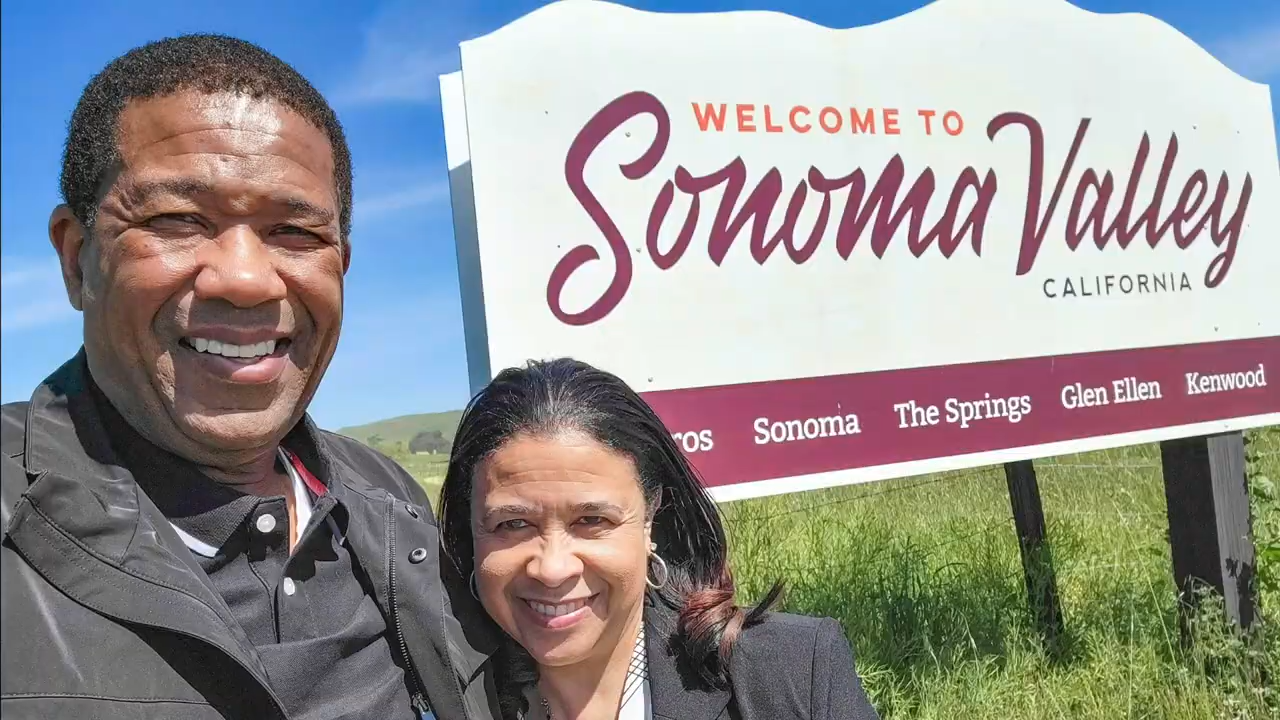 WELCOME TO
Sonoma Valley
CALIFORNIA
Sonoma The Springs Glen Ellen Kenwood